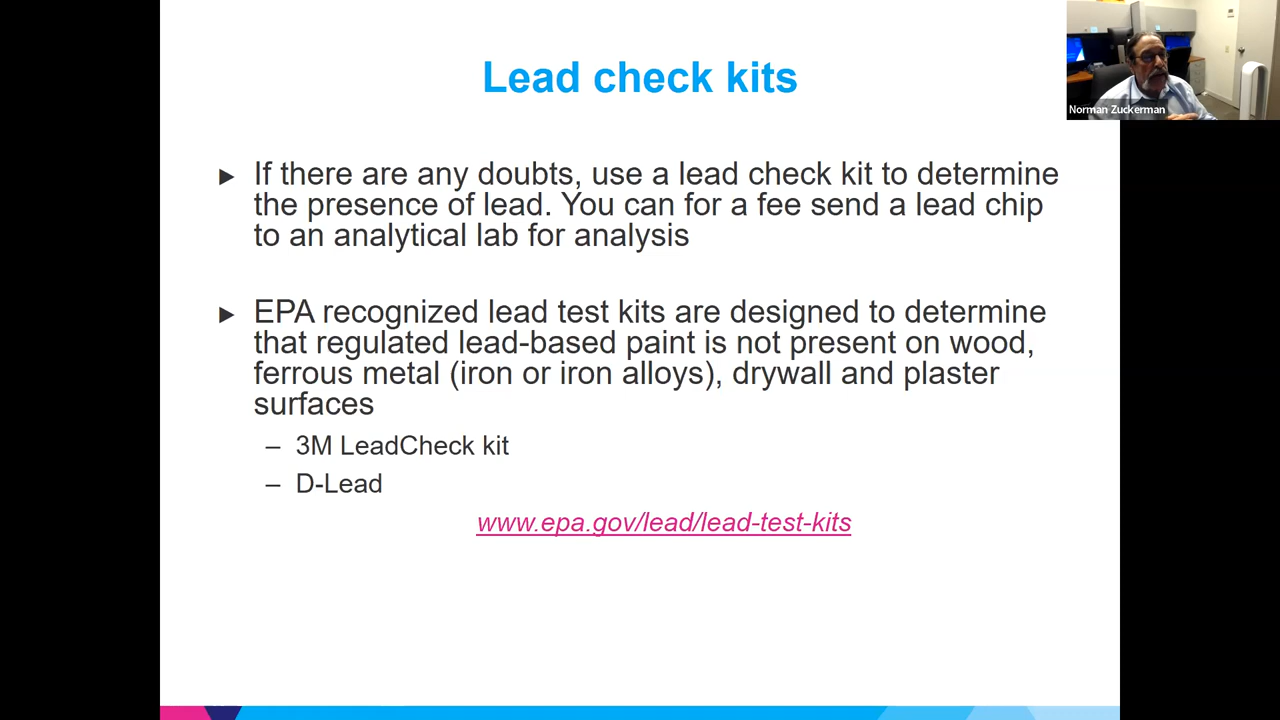 Lead check kits
Norman Zuckerman
► If there are any doubts, use a lead check kit to determine
the presence of lead. You can for a fee send a lead chip
to an analytical lab for analysis
► EPA recognized lead test kits are designed to determine
that regulated lead-based paint is not present on wood,
ferrous metal (iron or iron alloys), drywall and plaster
surfaces
– 3M LeadCheck kit
– D-Lead
www.epa.gov/lead/lead-test-kits